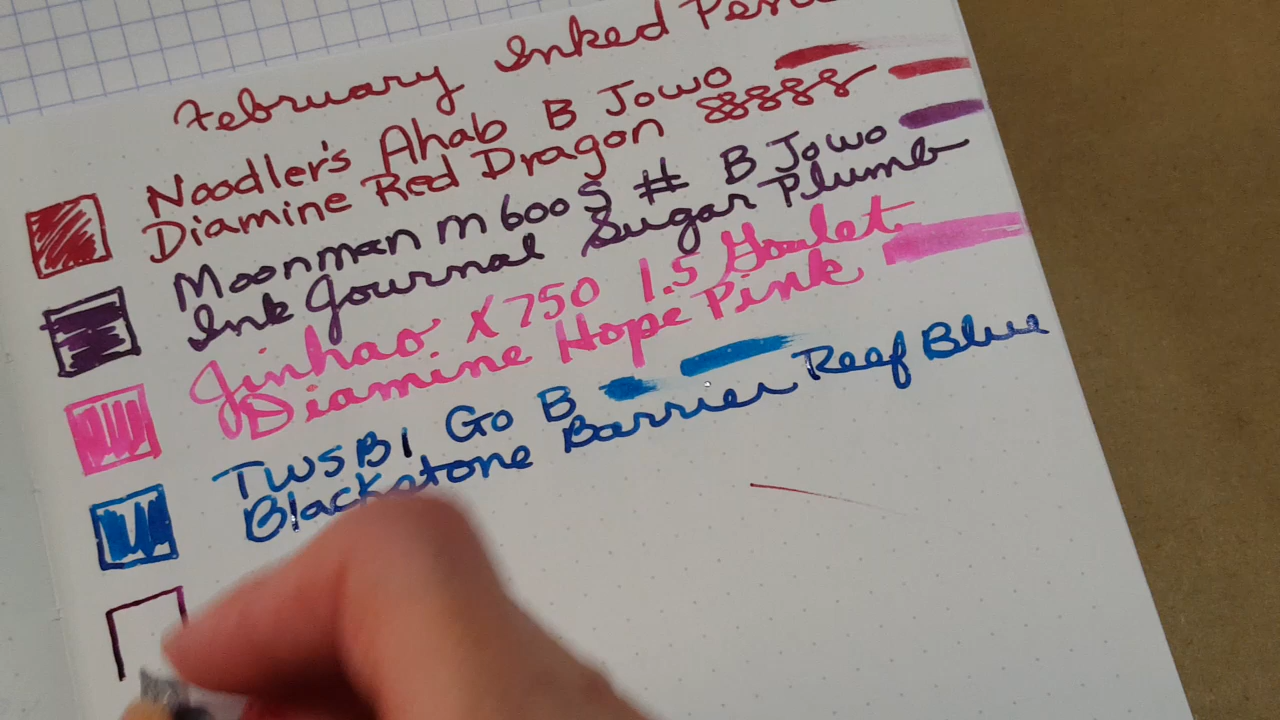 February Inked Pens
Noodler's Ahab B Jowo
Diamine Red Dragon
Moonman M600S # B Jowo
Ink Journal Sugar Plumb
Jinhao X750 1.5 Goulet
Diamine Hope Pink
TWSBI Go B
Blackstone Barrier Reef Blue